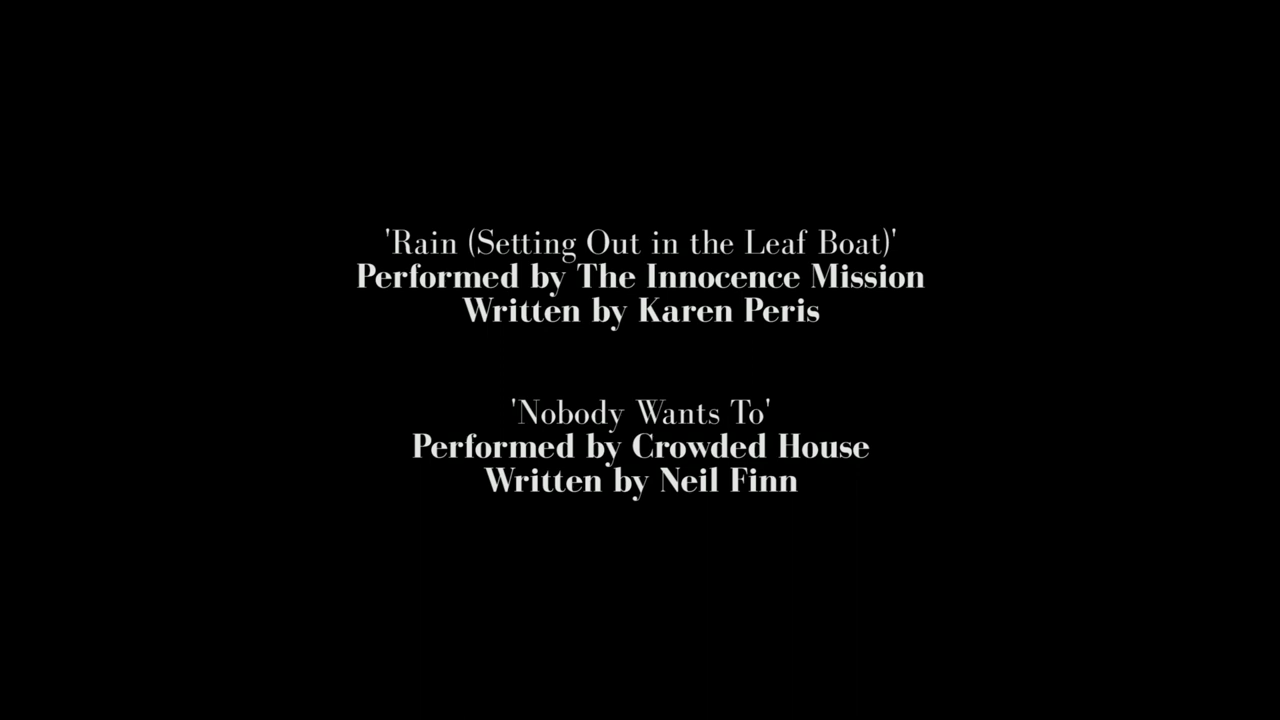 'Rain (Setting Out in the Leaf Boat)'
Performed by The Innocence Mission
Written by Karen Peris
'Nobody Wants To'
Performed by Crowded House
Written by Neil Finn